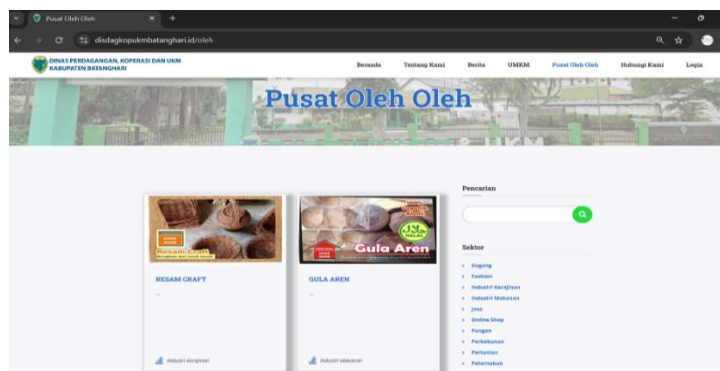 Pusat Oleh Oleh
disdagkopukmbatanghari.id/oleh
DINAS PERDAGANGAN, KOPERASI DAN UKM
KABUPATEN BATANGHARI
Beranda Tentang Kami Berita UMKM Pusat Oleh Oleh Hubungi Kami Login
Pusat Oleh Oleh
Pencarian
Resam Craft
HALAL
Gula Aren
Sektor
RESAM CRAFT
...
GULA AREN
...
Dagang
Fashion
Industri Kerajinan
Industri Makanan
Jasa
Online Shop
Pangan
Perkebunan
Pertanian
Peternakan
Industri Kerajinan
Industri Makanan